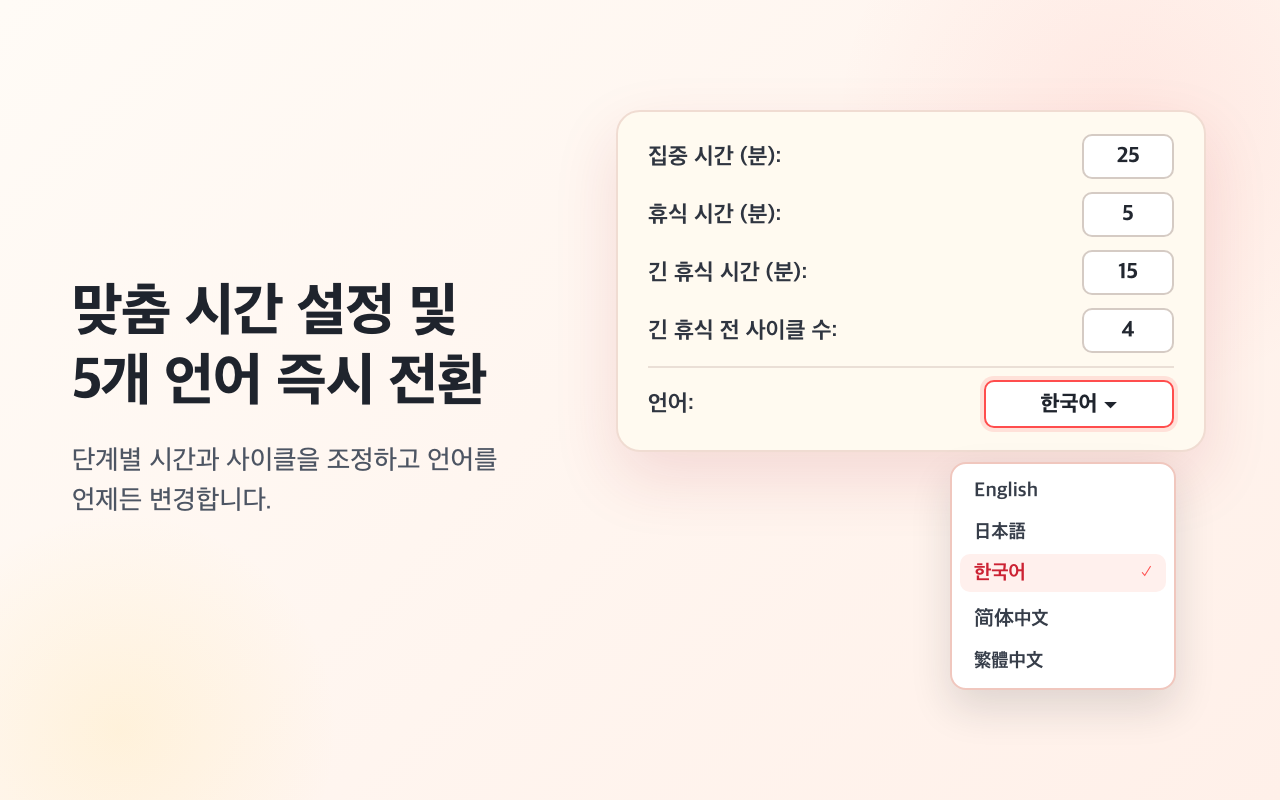 맞춤 시간 설정 및
5개 언어 즉시 전환
단계별 시간과 사이클을 조정하고 언어를
언제든 변경합니다.
집중 시간 (분): 25
휴식 시간 (분): 5
긴 휴식 시간 (분): 15
긴 휴식 전 사이클 수: 4
언어: 한국어
English
日本語
한국어 ✓
简体中文
繁體中文